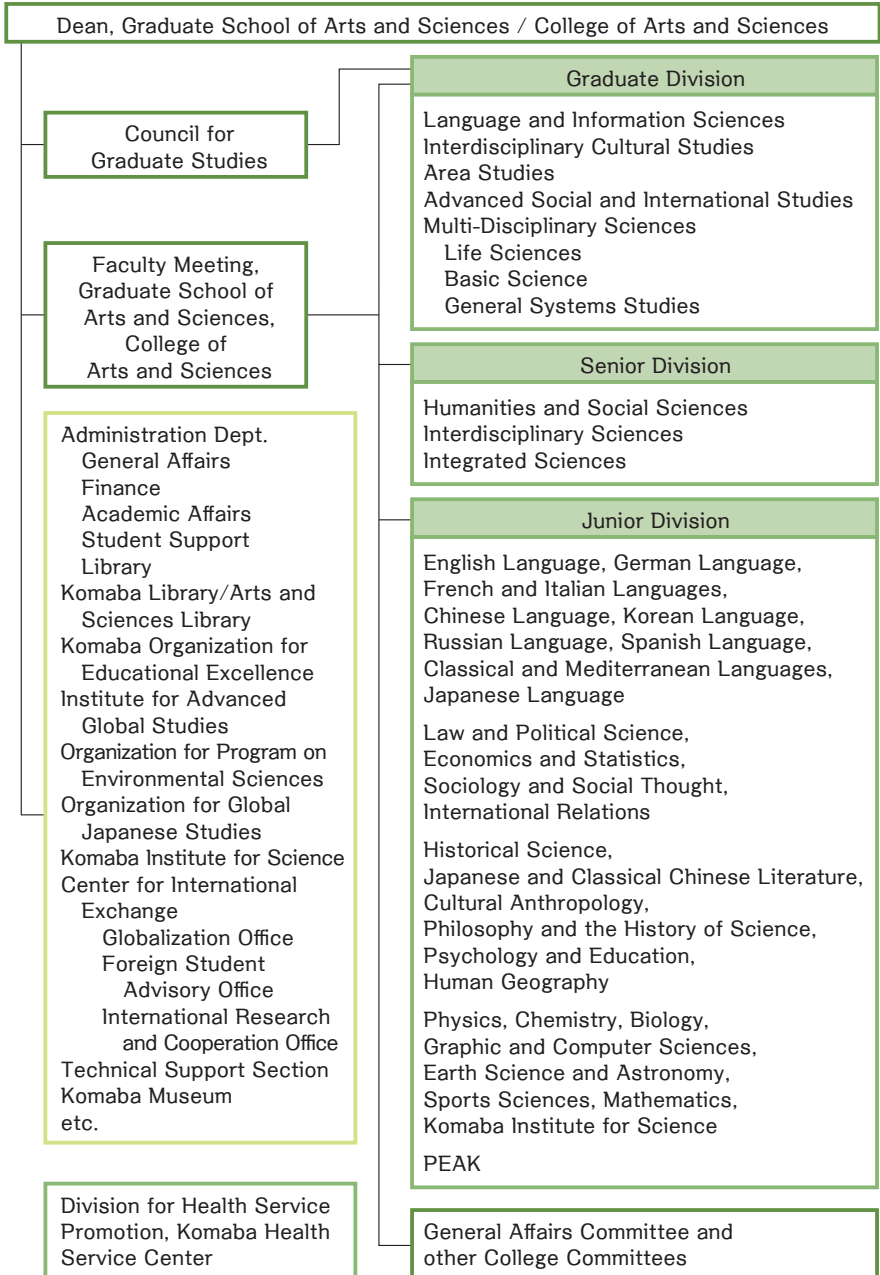 Dean, Graduate School of Arts and Sciences / College of Arts and Sciences
Council for
Graduate Studies
Faculty Meeting,
Graduate School of
Arts and Sciences,
College of
Arts and Sciences
Administration Dept.
General Affairs
Finance
Academic Affairs
Student Support
Library
Komaba Library/Arts and
Sciences Library
Komaba Organization for
Educational Excellence
Institute for Advanced
Global Studies
Organization for Program on
Environmental Sciences
Organization for Global
Japanese Studies
Komaba Institute for Science
Center for International
Exchange
Globalization Office
Foreign Student
Advisory Office
International Research
and Cooperation Office
Technical Support Section
Komaba Museum
etc.
Division for Health Service
Promotion, Komaba Health
Service Center
Graduate Division
Language and Information Sciences
Interdisciplinary Cultural Studies
Area Studies
Advanced Social and International Studies
Multi-Disciplinary Sciences
Life Sciences
Basic Science
General Systems Studies
Senior Division
Humanities and Social Sciences
Interdisciplinary Sciences
Integrated Sciences
Junior Division
English Language, German Language,
French and Italian Languages,
Chinese Language, Korean Language,
Russian Language, Spanish Language,
Classical and Mediterranean Languages,
Japanese Language
Law and Political Science,
Economics and Statistics,
Sociology and Social Thought,
International Relations
Historical Science,
Japanese and Classical Chinese Literature,
Cultural Anthropology,
Philosophy and the History of Science,
Psychology and Education,
Human Geography
Physics, Chemistry, Biology,
Graphic and Computer Sciences,
Earth Science and Astronomy,
Sports Sciences, Mathematics,
Komaba Institute for Science
PEAK
General Affairs Committee and
other College Committees